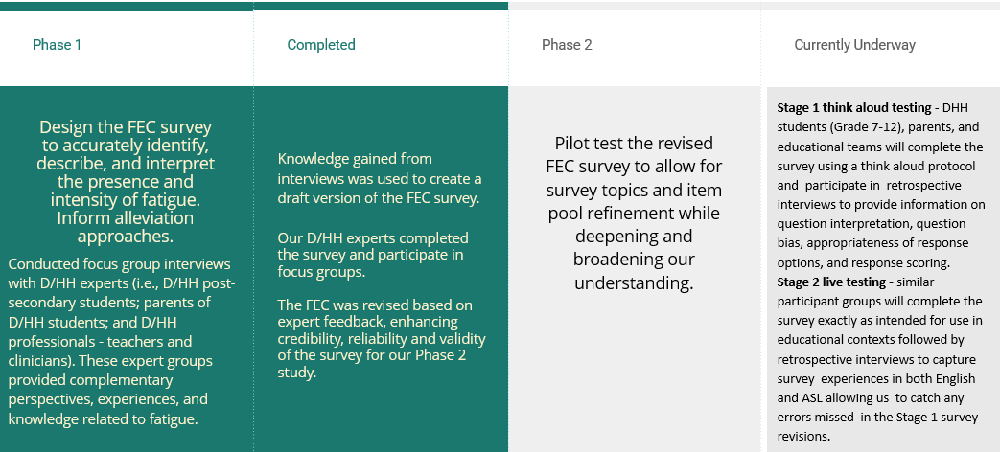 Phase 1
Design the FEC survey
to accurately identify,
describe, and interpret
the presence and
intensity of fatigue.
Inform alleviation
approaches.
Conducted focus group interviews
with D/HH experts (i.e., D/HH post-
secondary students; parents of
D/HH students; and D/HH
professionals - teachers and
clinicians). These expert groups
provided complementary
perspectives, experiences, and
knowledge related to fatigue.
Completed
Knowledge gained from
interviews was used to create a
draft version of the FEC survey.
Our D/HH experts completed
the survey and participate in
focus groups.
The FEC was revised based on
expert feedback, enhancing
credibility, reliability and validity
of the survey for our Phase 2
study.
Phase 2
Pilot test the revised
FEC survey to allow for
survey topics and item
pool refinement while
deepening and
broadening our
understanding.
Currently Underway
Stage 1 think aloud testing - DHH
students (Grade 7-12), parents, and
educational teams will complete the
survey using a think aloud protocol
and participate in retrospective
interviews to provide information on
question interpretation, question
bias, appropriateness of response
options, and response scoring.
Stage 2 live testing - similar
participant groups will complete the
survey exactly as intended for use in
educational contexts followed by
retrospective interviews to capture
survey experiences in both English
and ASL allowing us to catch any
errors missed in the Stage 1 survey
revisions.